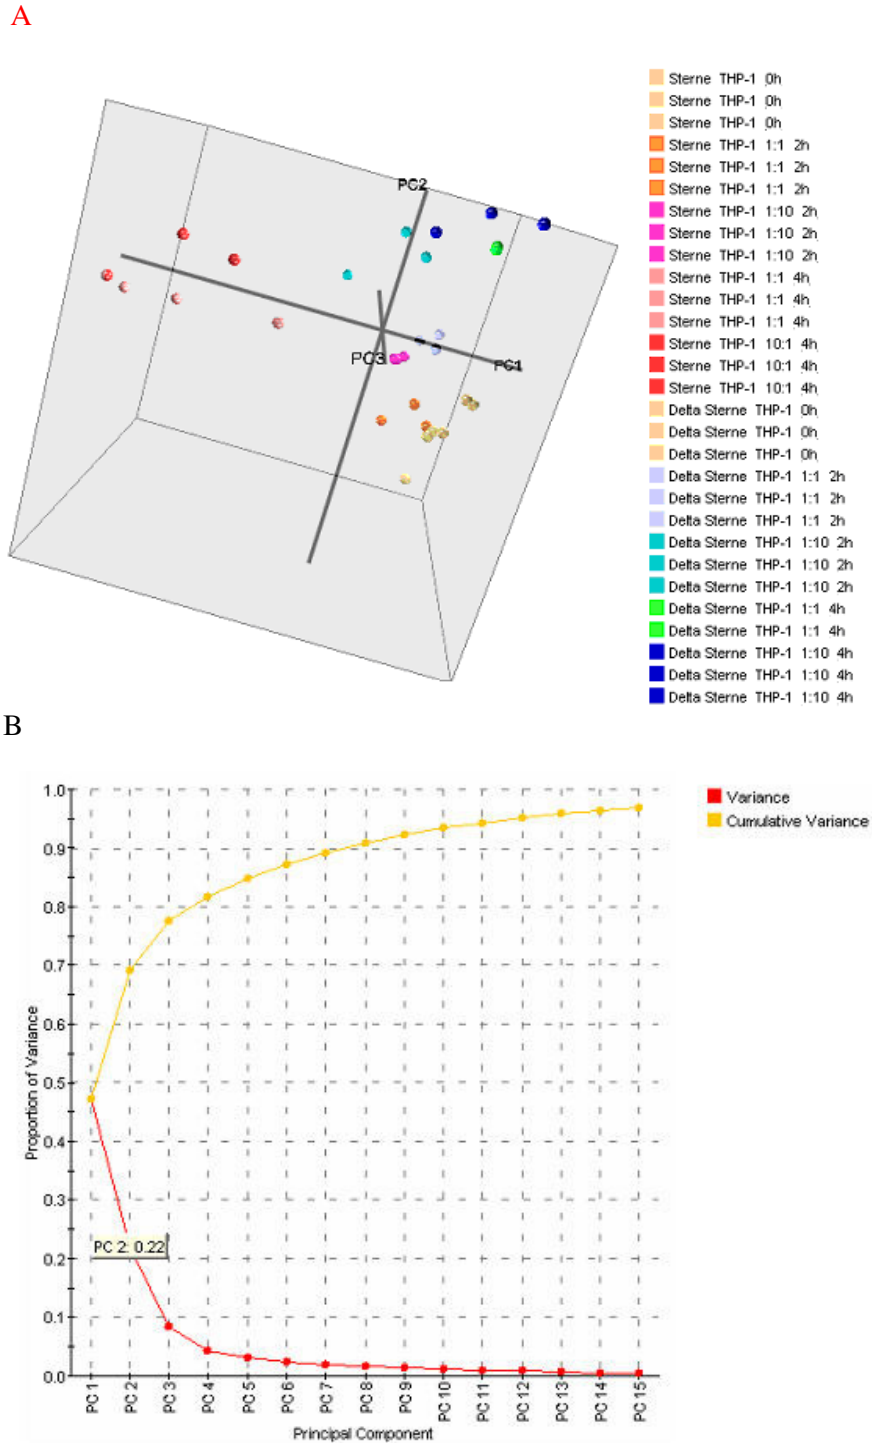 A
PC2
PC3
PC1
Sterne THP-1 0h
Sterne THP-1 0h
Sterne THP-1 0h
Sterne THP-1 1:1 2h
Sterne THP-1 1:1 2h
Sterne THP-1 1:1 2h
Sterne THP-1 1:10 2h
Sterne THP-1 1:10 2h
Sterne THP-1 1:10 2h
Sterne THP-1 1:1 4h
Sterne THP-1 1:1 4h
Sterne THP-1 1:1 4h
Sterne THP-1 10:1 4h
Sterne THP-1 10:1 4h
Sterne THP-1 10:1 4h
Delta Sterne THP-1 0h
Delta Sterne THP-1 0h
Delta Sterne THP-1 0h
Delta Sterne THP-1 1:1 2h
Delta Sterne THP-1 1:1 2h
Delta Sterne THP-1 1:1 2h
Delta Sterne THP-1 1:10 2h
Delta Sterne THP-1 1:10 2h
Delta Sterne THP-1 1:10 2h
Delta Sterne THP-1 1:1 4h
Delta Sterne THP-1 1:1 4h
Delta Sterne THP-1 1:10 4h
Delta Sterne THP-1 1:10 4h
Delta Sterne THP-1 1:10 4h
B
Variance
Cumulative Variance
Proportion of Variance
1.0
0.9
0.8
0.7
0.6
0.5
0.4
0.3
0.2
0.1
0.0
PC 2: 0.22
PC 1
PC 2
PC 3
PC 4
PC 5
PC 6
PC 7
PC 8
PC 9
PC 10
PC 11
PC 12
PC 13
PC 14
PC 15
Principal Component